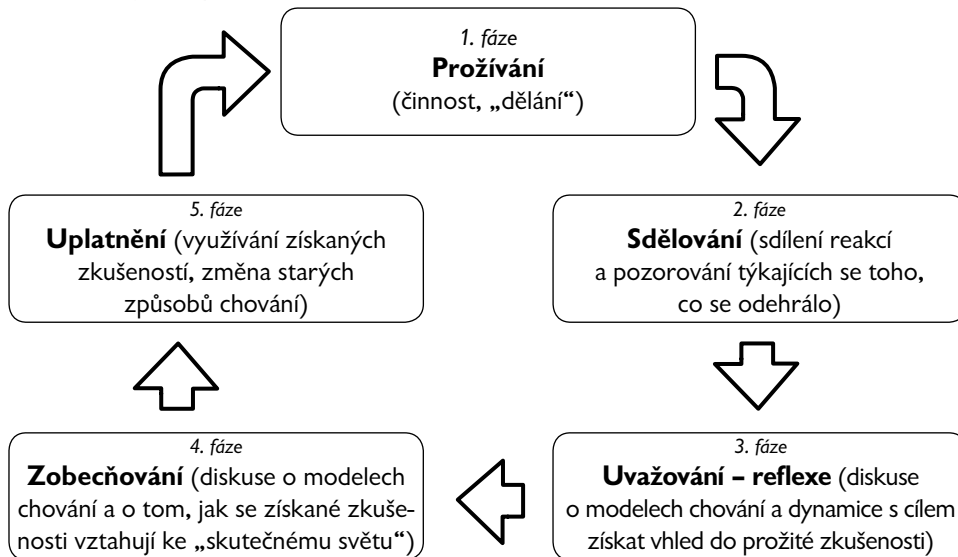 1. fáze
Prožívání
(činnost, „dělání“)
5. fáze
Uplatnění (využívání získaných
zkušeností, změna starých
způsobů chování)
2. fáze
Sdělování (sdílení reakcí
a pozorování týkajících se toho,
co se odehrálo)
4. fáze
Zobecňování (diskuse o modelech
chování a o tom, jak se získané zkuše-
nosti vztahují ke „skutečnému světu“)
3. fáze
Uvažování – reflexe (diskuse
o modelech chování a dynamice s cílem
získat vhled do prožité zkušenosti)